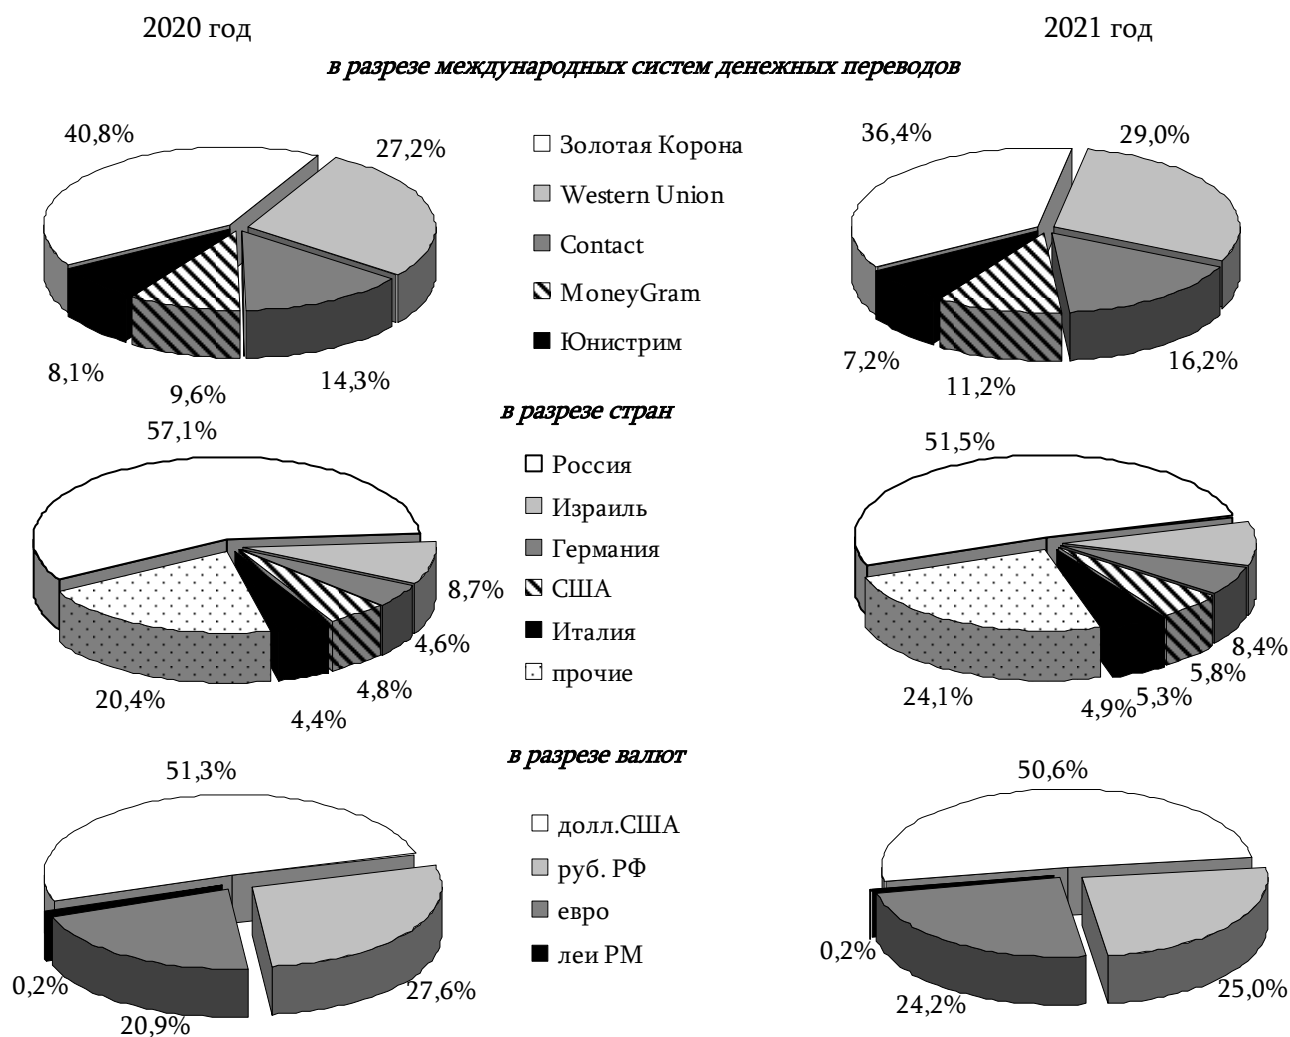 2020 год
2021 год
в разрезе международных систем денежных переводов
40,8%
27,2%
8,1%
9,6%
14,3%
Золотая Корона
Western Union
Contact
MoneyGram
Юнистрим
36,4%
29,0%
7,2%
11,2%
16,2%
в разрезе стран
57,1%
8,7%
4,6%
4,8%
4,4%
20,4%
Россия
Израиль
Германия
США
Италия
прочие
51,5%
8,4%
5,8%
5,3%
4,9%
24,1%
в разрезе валют
51,3%
0,2%
20,9%
27,6%
долл.США
руб. РФ
евро
леи РМ
50,6%
0,2%
24,2%
25,0%